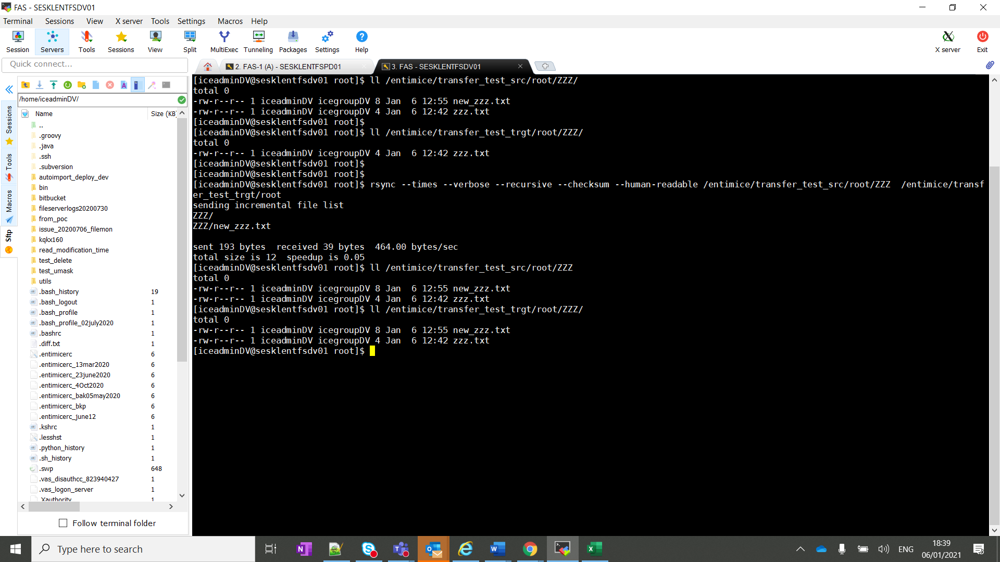 FAS - SESKLENTFSDV01
Terminal Sessions View X server Tools Settings Macros Help
Session Servers Tools Sessions View Split MultiExec Tunneling Packages Settings Help X server Exit
Quick connect...
2. FAS-1 (A) - SESKLENTFSPD01
3. FAS - SESKLENTFSDV01
Sessions
Tools
Macros
Sftp
/home/iceadminDV/
Name Size (KB)
..
.groovy
.java
.ssh
.subversion
autoimport_deploy_dev
bin
bitbucket
fileserverlogs20200730
from_poc
issue_20200706_filemon
kqkx160
read_modification_time
test_delete
test_umask
utils
.bash_history 19
.bash_logout 1
.bash_profile 1
.bash_profile_02july2020 1
.bashrc 1
.diff.txt 1
.entimicerc 6
.entimicerc_13mar2020 6
.entimicerc_23june2020 6
.entimicerc_4Oct2020 6
.entimicerc_bak05may2020 6
.entimicerc_bkp 6
.entimicerc_june12 6
.kshrc 1
.lesshst 1
.python_history 1
.sh_history 1
.swp 648
.vas_disauthcc_823940427 1
.vas_logon_server 1
.Xauthority 1
Follow terminal folder
[iceadminDV@sesklentfsdv01 root]$ ll /entimice/transfer_test_src/root/ZZZ/
total 0
-rw-r--r-- 1 iceadminDV icegroupDV 8 Jan  6 12:55 new_zzz.txt
-rw-r--r-- 1 iceadminDV icegroupDV 4 Jan  6 12:42 zzz.txt
[iceadminDV@sesklentfsdv01 root]$
[iceadminDV@sesklentfsdv01 root]$ ll /entimice/transfer_test_trgt/root/ZZZ/
total 0
-rw-r--r-- 1 iceadminDV icegroupDV 4 Jan  6 12:42 zzz.txt
[iceadminDV@sesklentfsdv01 root]$
[iceadminDV@sesklentfsdv01 root]$
[iceadminDV@sesklentfsdv01 root]$ rsync --times --verbose --recursive --checksum --human-readable /entimice/transfer_test_src/root/ZZZ  /entimice/transf
er_test_trgt/root
sending incremental file list
ZZZ/
ZZZ/new_zzz.txt
sent 193 bytes  received 39 bytes  464.00 bytes/sec
total size is 12  speedup is 0.05
[iceadminDV@sesklentfsdv01 root]$ ll /entimice/transfer_test_src/root/ZZZ
total 0
-rw-r--r-- 1 iceadminDV icegroupDV 8 Jan  6 12:55 new_zzz.txt
-rw-r--r-- 1 iceadminDV icegroupDV 4 Jan  6 12:42 zzz.txt
[iceadminDV@sesklentfsdv01 root]$ ll /entimice/transfer_test_trgt/root/ZZZ/
total 0
-rw-r--r-- 1 iceadminDV icegroupDV 8 Jan  6 12:55 new_zzz.txt
-rw-r--r-- 1 iceadminDV icegroupDV 4 Jan  6 12:42 zzz.txt
[iceadminDV@sesklentfsdv01 root]$
Type here to search
ENG
18:39
06/01/2021